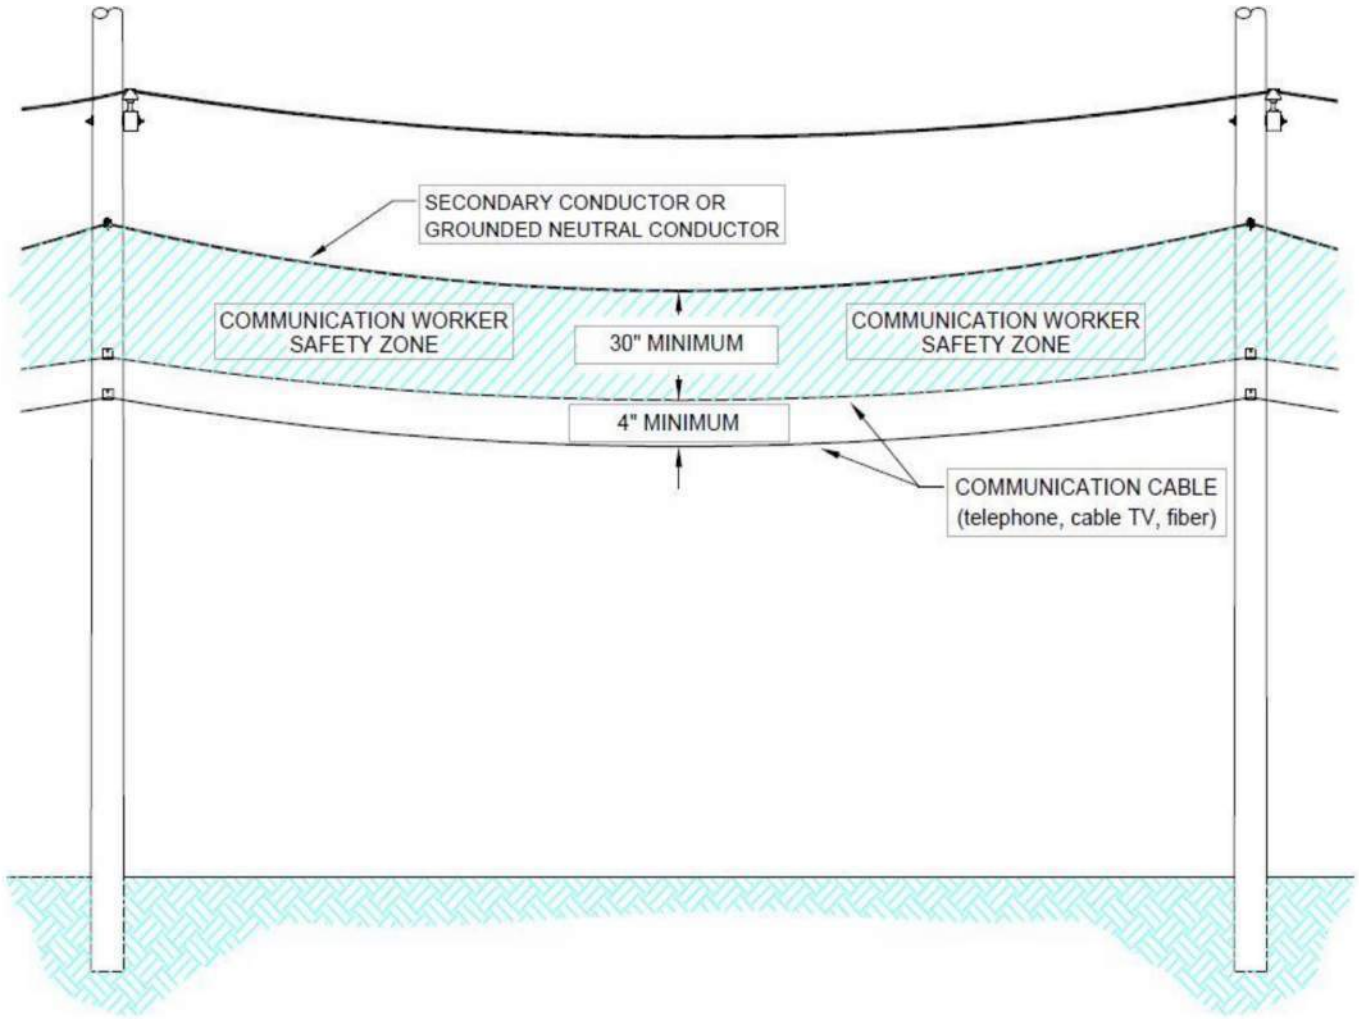 SECONDARY CONDUCTOR OR
GROUNDED NEUTRAL CONDUCTOR
COMMUNICATION WORKER
SAFETY ZONE
30" MINIMUM
COMMUNICATION WORKER
SAFETY ZONE
4" MINIMUM
COMMUNICATION CABLE
(telephone, cable TV, fiber)